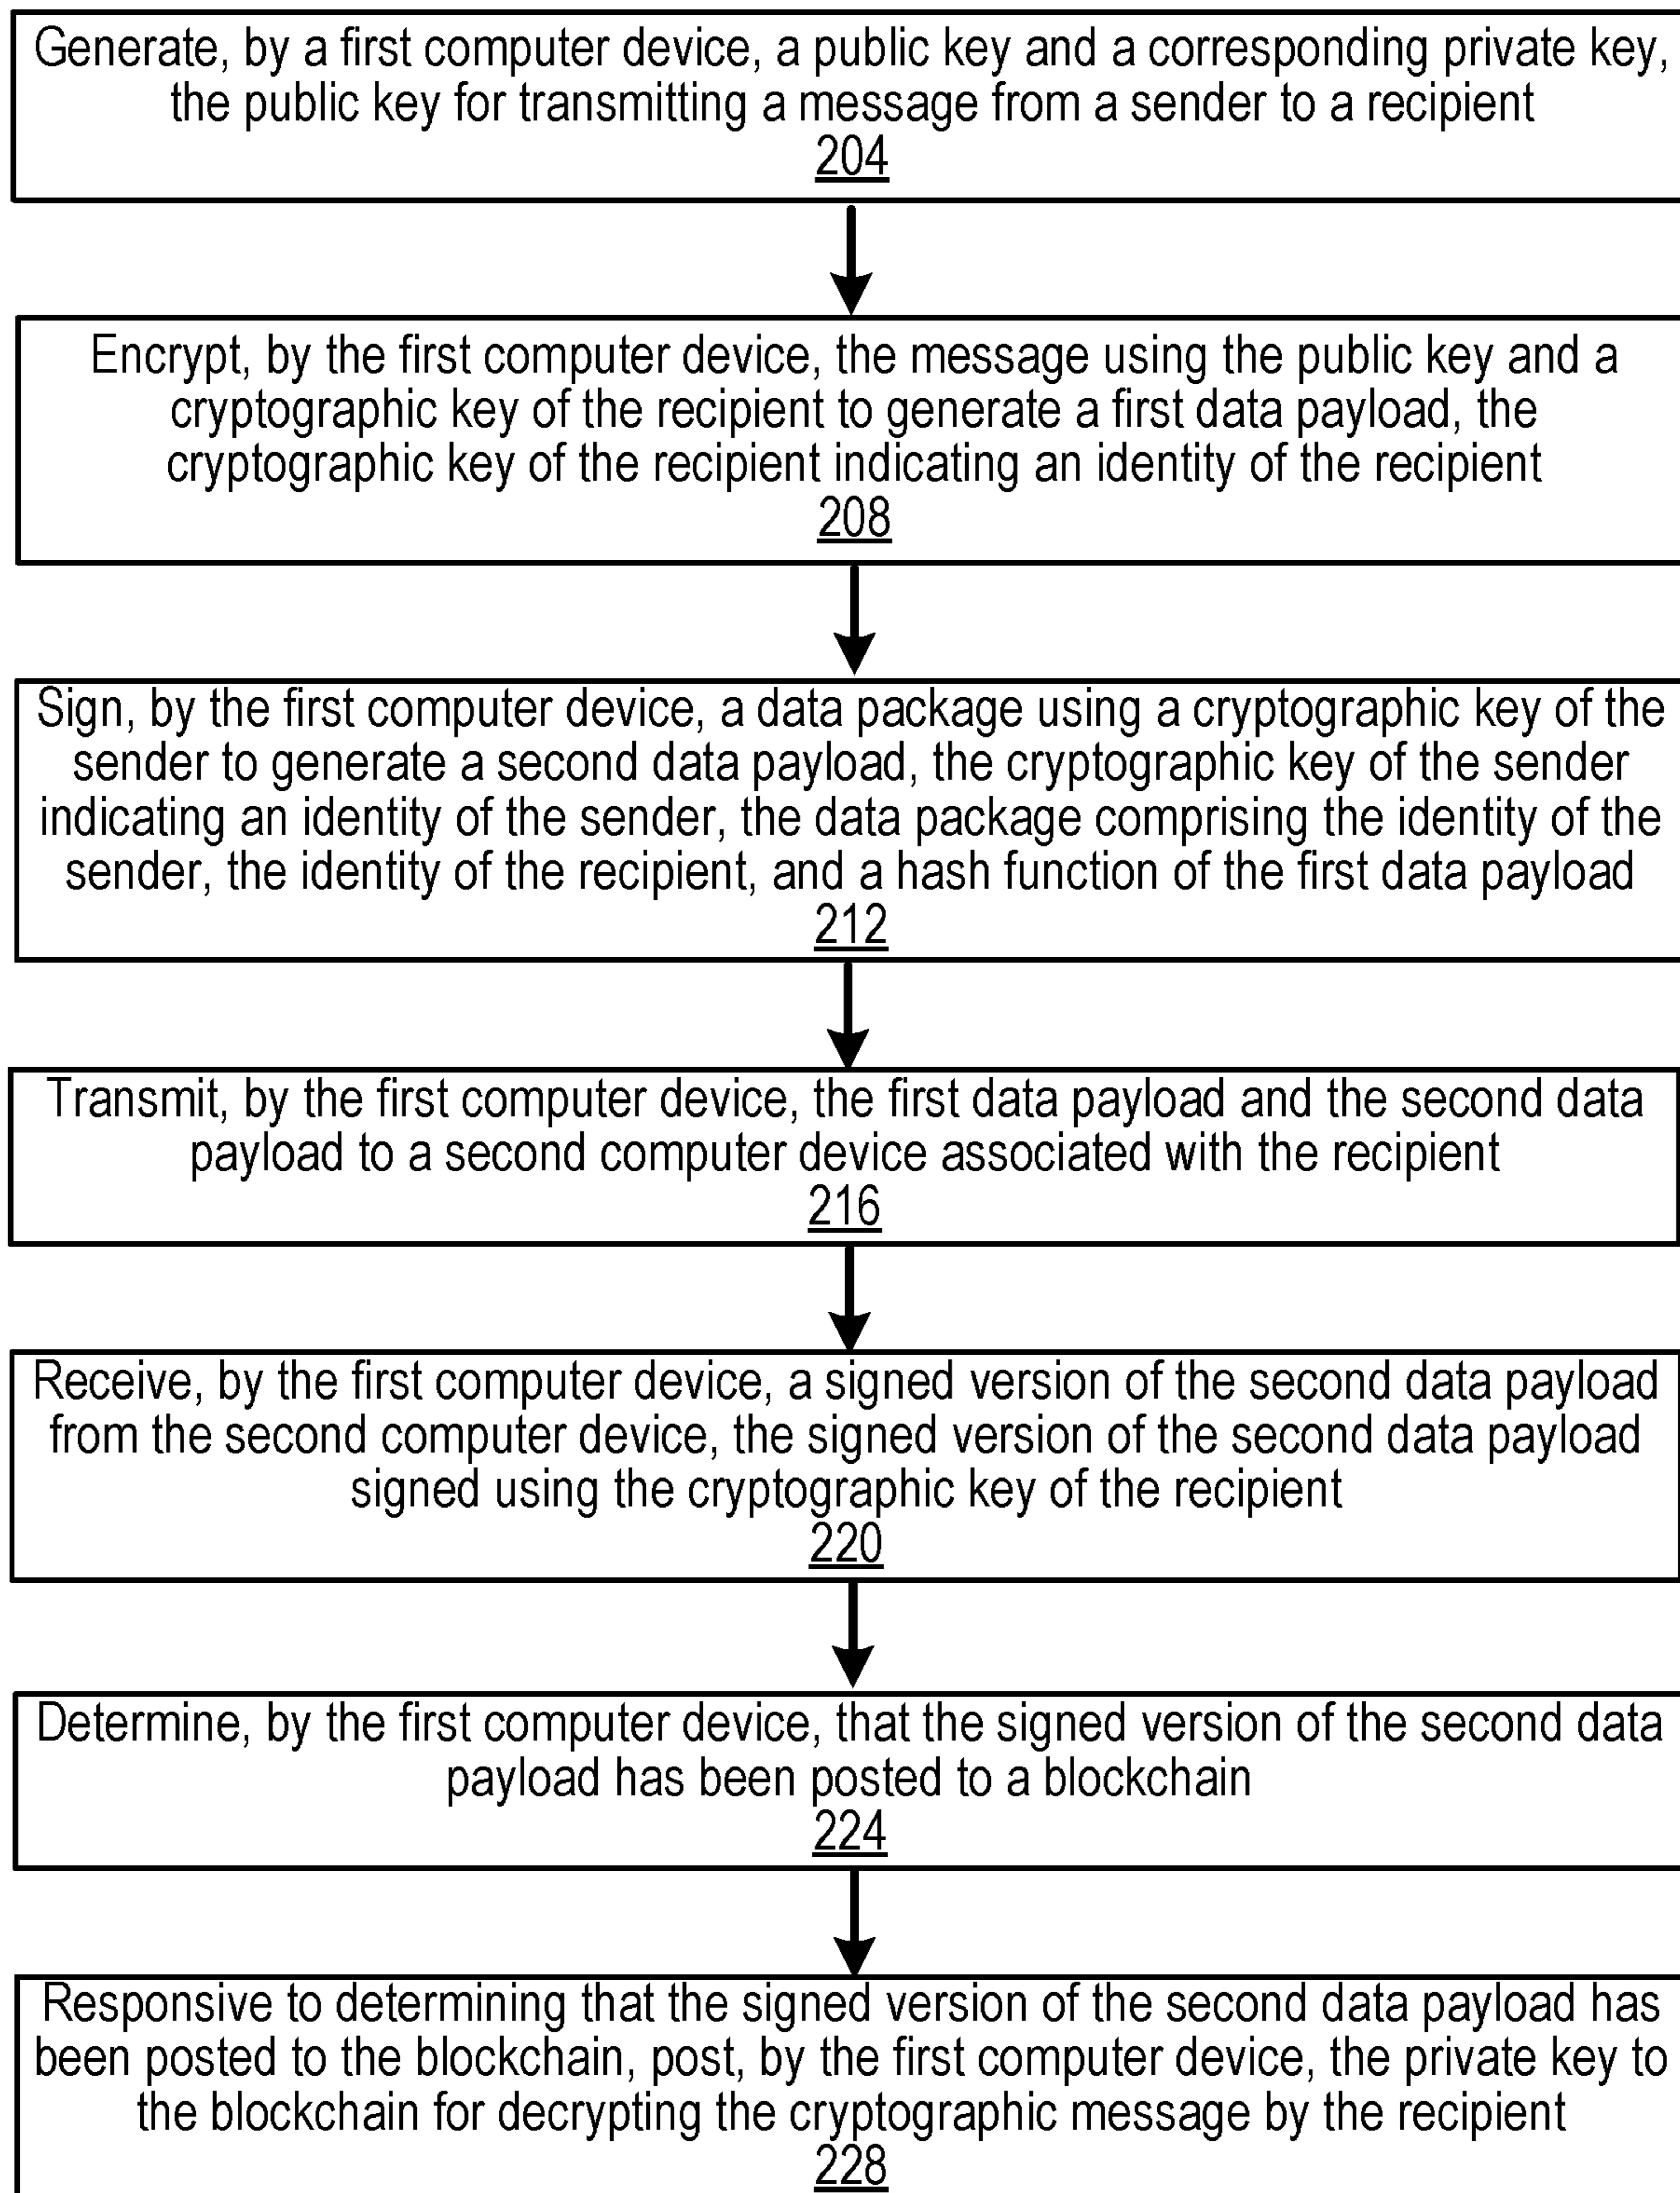 Generate, by a first computer device, a public key and a corresponding private key,
the public key for transmitting a message from a sender to a recipient
204
Encrypt, by the first computer device, the message using the public key and a
cryptographic key of the recipient to generate a first data payload, the
cryptographic key of the recipient indicating an identity of the recipient
208
Sign, by the first computer device, a data package using a cryptographic key of the
sender to generate a second data payload, the cryptographic key of the sender
indicating an identity of the sender, the data package comprising the identity of the
sender, the identity of the recipient, and a hash function of the first data payload
212
Transmit, by the first computer device, the first data payload and the second data
payload to a second computer device associated with the recipient
216
Receive, by the first computer device, a signed version of the second data payload
from the second computer device, the signed version of the second data payload
signed using the cryptographic key of the recipient
220
Determine, by the first computer device, that the signed version of the second data
payload has been posted to a blockchain
224
Responsive to determining that the signed version of the second data payload has
been posted to the blockchain, post, by the first computer device, the private key to
the blockchain for decrypting the cryptographic message by the recipient
228